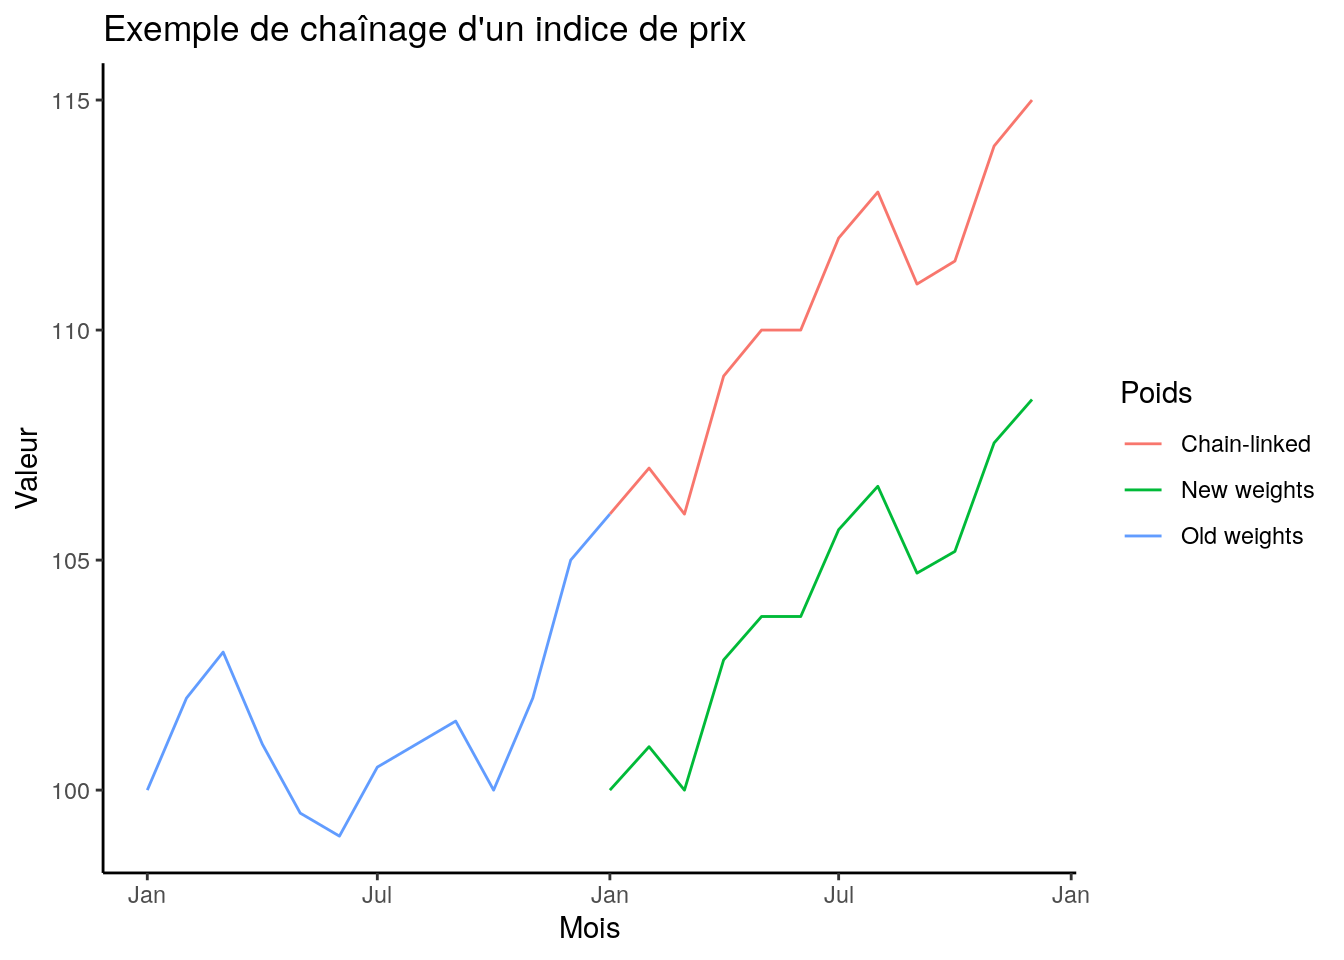 Exemple de chaînage d'un indice de prix
115
110
105
100
Valeur
Jan
Jul
Jan
Jul
Jan
Mois
Poids
Chain-linked
New weights
Old weights